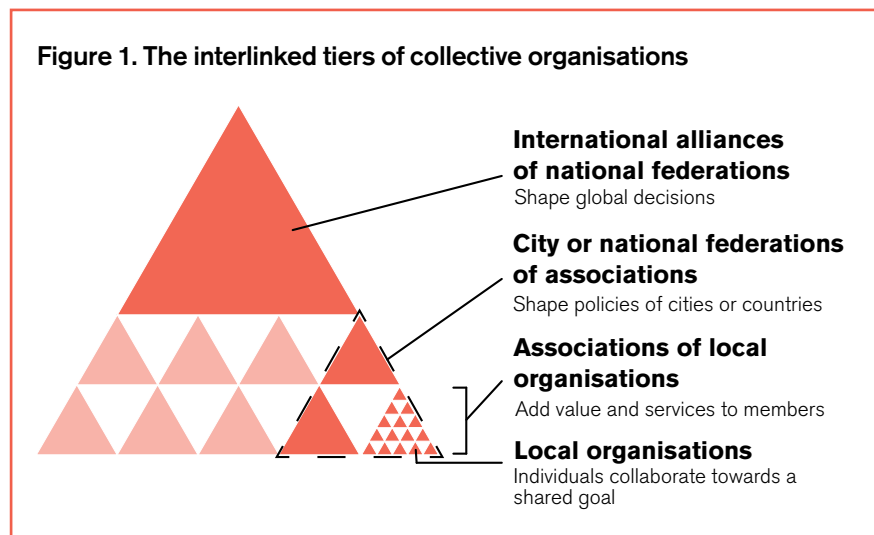 Figure 1. The interlinked tiers of collective organisations
International alliances
of national federations
Shape global decisions
City or national federations
of associations
Shape policies of cities or countries
Associations of local
organisations
Add value and services to members
Local organisations
Individuals collaborate towards a
shared goal